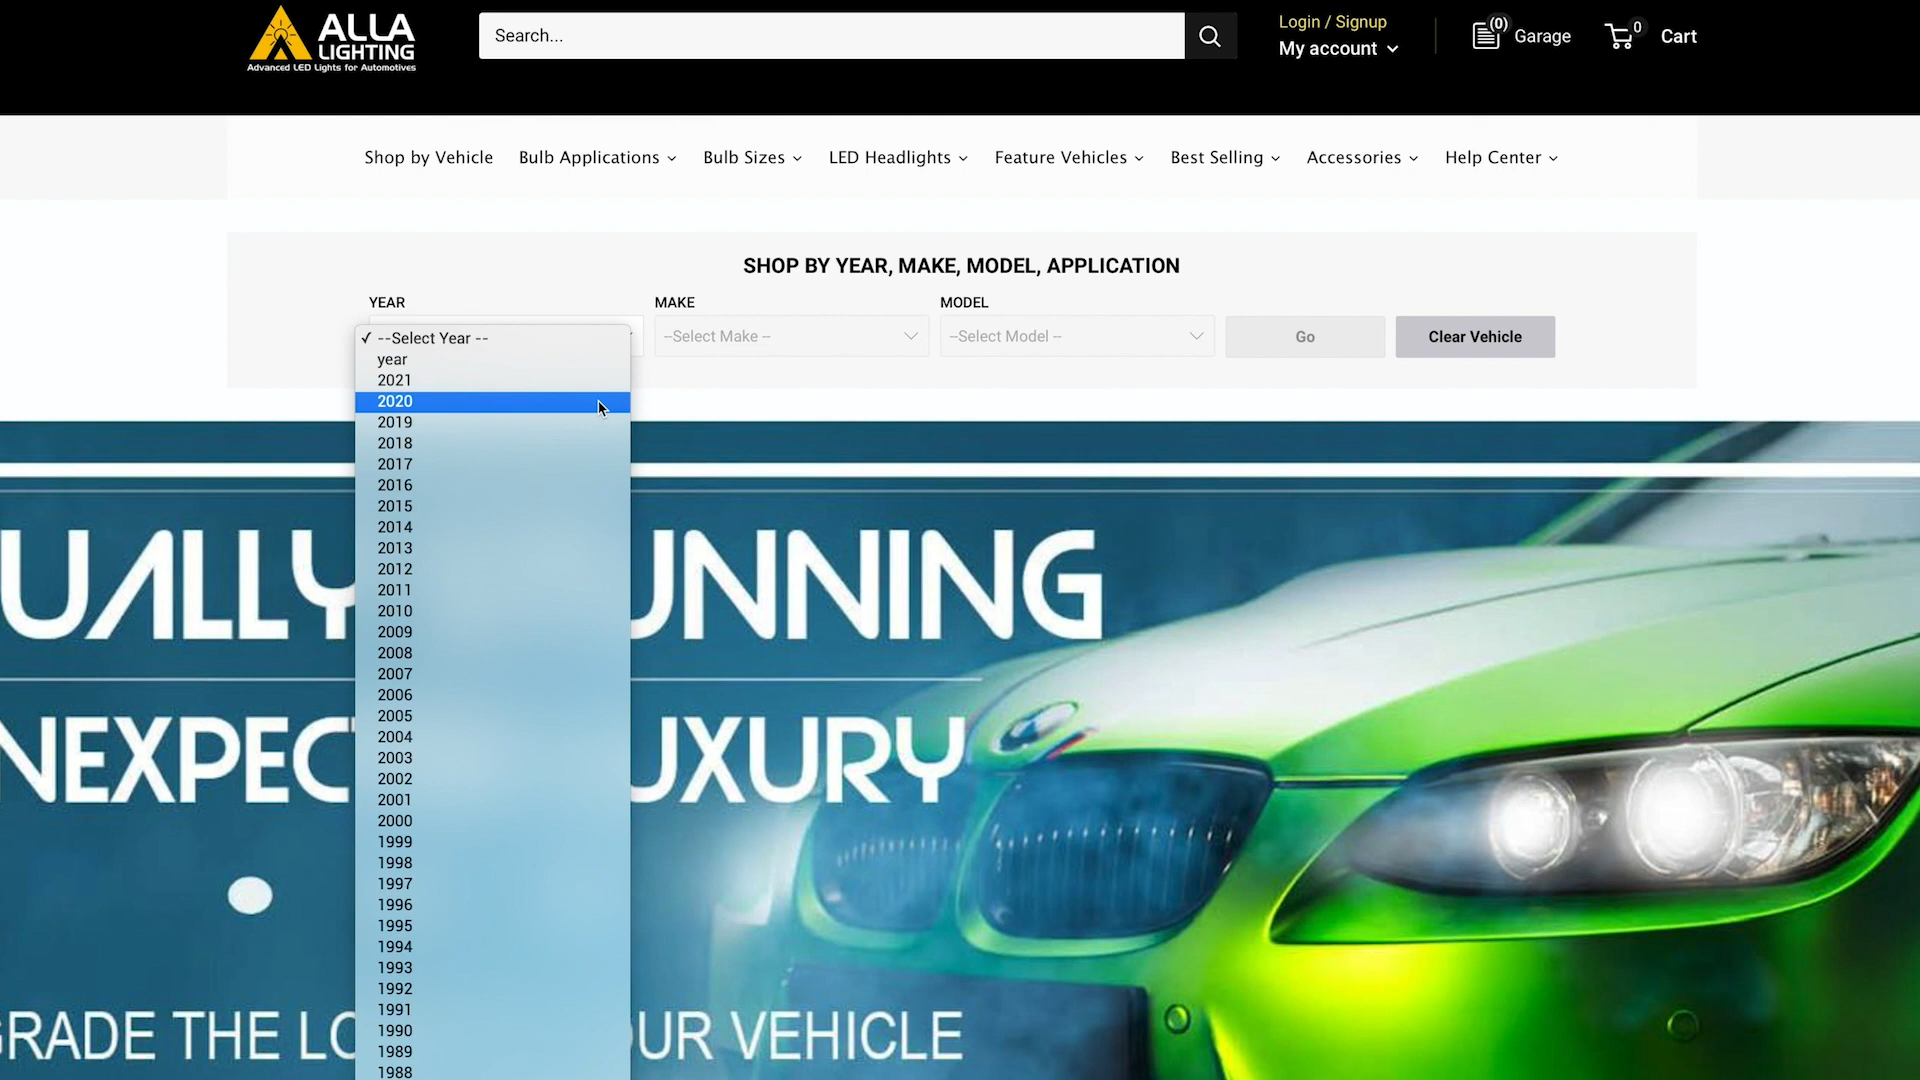 ALLA
LIGHTING
Advanced LED Lights for Automotives
Search...
Login / Signup
My account
(0)
Garage
0
Cart
Shop by Vehicle
Bulb Applications
Bulb Sizes
LED Headlights
Feature Vehicles
Best Selling
Accessories
Help Center
SHOP BY YEAR, MAKE, MODEL, APPLICATION
YEAR
MAKE
MODEL
--Select Make --
--Select Model --
Go
Clear Vehicle
✓ --Select Year --
year
2021
2020
2019
2018
2017
2016
2015
2014
2013
2012
2011
2010
2009
2008
2007
2006
2005
2004
2003
2002
2001
2000
1999
1998
1997
1996
1995
1994
1993
1992
1991
1990
1989
1988
UALLY UNNING
NEXPEC UXURY
GRADE THE LO OUR VEHICLE